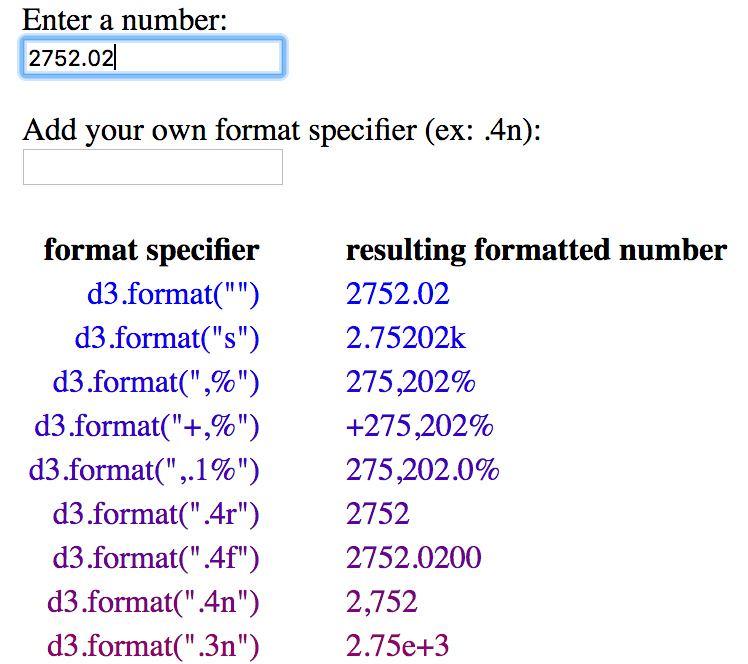 Enter a number:
2752.02
Add your own format specifier (ex: .4n):
format specifier resulting formatted number
d3.format("") 2752.02
d3.format("s") 2.75202k
d3.format(",%") 275,202%
d3.format("+,%") +275,202%
d3.format(",.1%") 275,202.0%
d3.format(".4r") 2752
d3.format(".4f") 2752.0200
d3.format(".4n") 2,752
d3.format(".3n") 2.75e+3